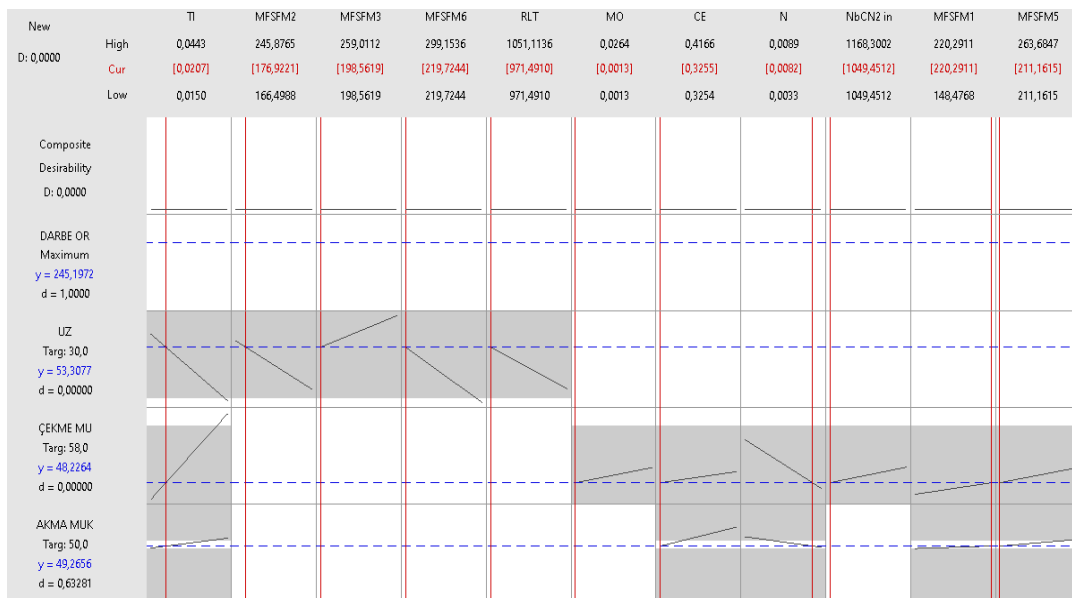 New
D: 0,0000
TI MFSFM2 MFSFM3 MFSFM6 RLT MO CE N NbCN2 in MFSFM1 MFSFM5
High 0,0443 245,8765 259,0112 299,1536 1051,1136 0,0264 0,4166 0,0089 1168,3002 220,2911 263,6847
Cur [0,0207] [176,9221] [198,5619] [219,7244] [971,4910] [0,0013] [0,3255] [0,0082] [1049,4512] [220,2911] [211,1615]
Low 0,0150 166,4988 198,5619 219,7244 971,4910 0,0013 0,3254 0,0033 1049,4512 148,4768 211,1615
Composite
Desirability
D: 0,0000
DARBE OR
Maximum
y = 245,1972
d = 1,0000
UZ
Targ: 30,0
y = 53,3077
d = 0,00000
ÇEKME MU
Targ: 58,0
y = 48,2264
d = 0,00000
AKMA MUK
Targ: 50,0
y = 49,2656
d = 0,63281